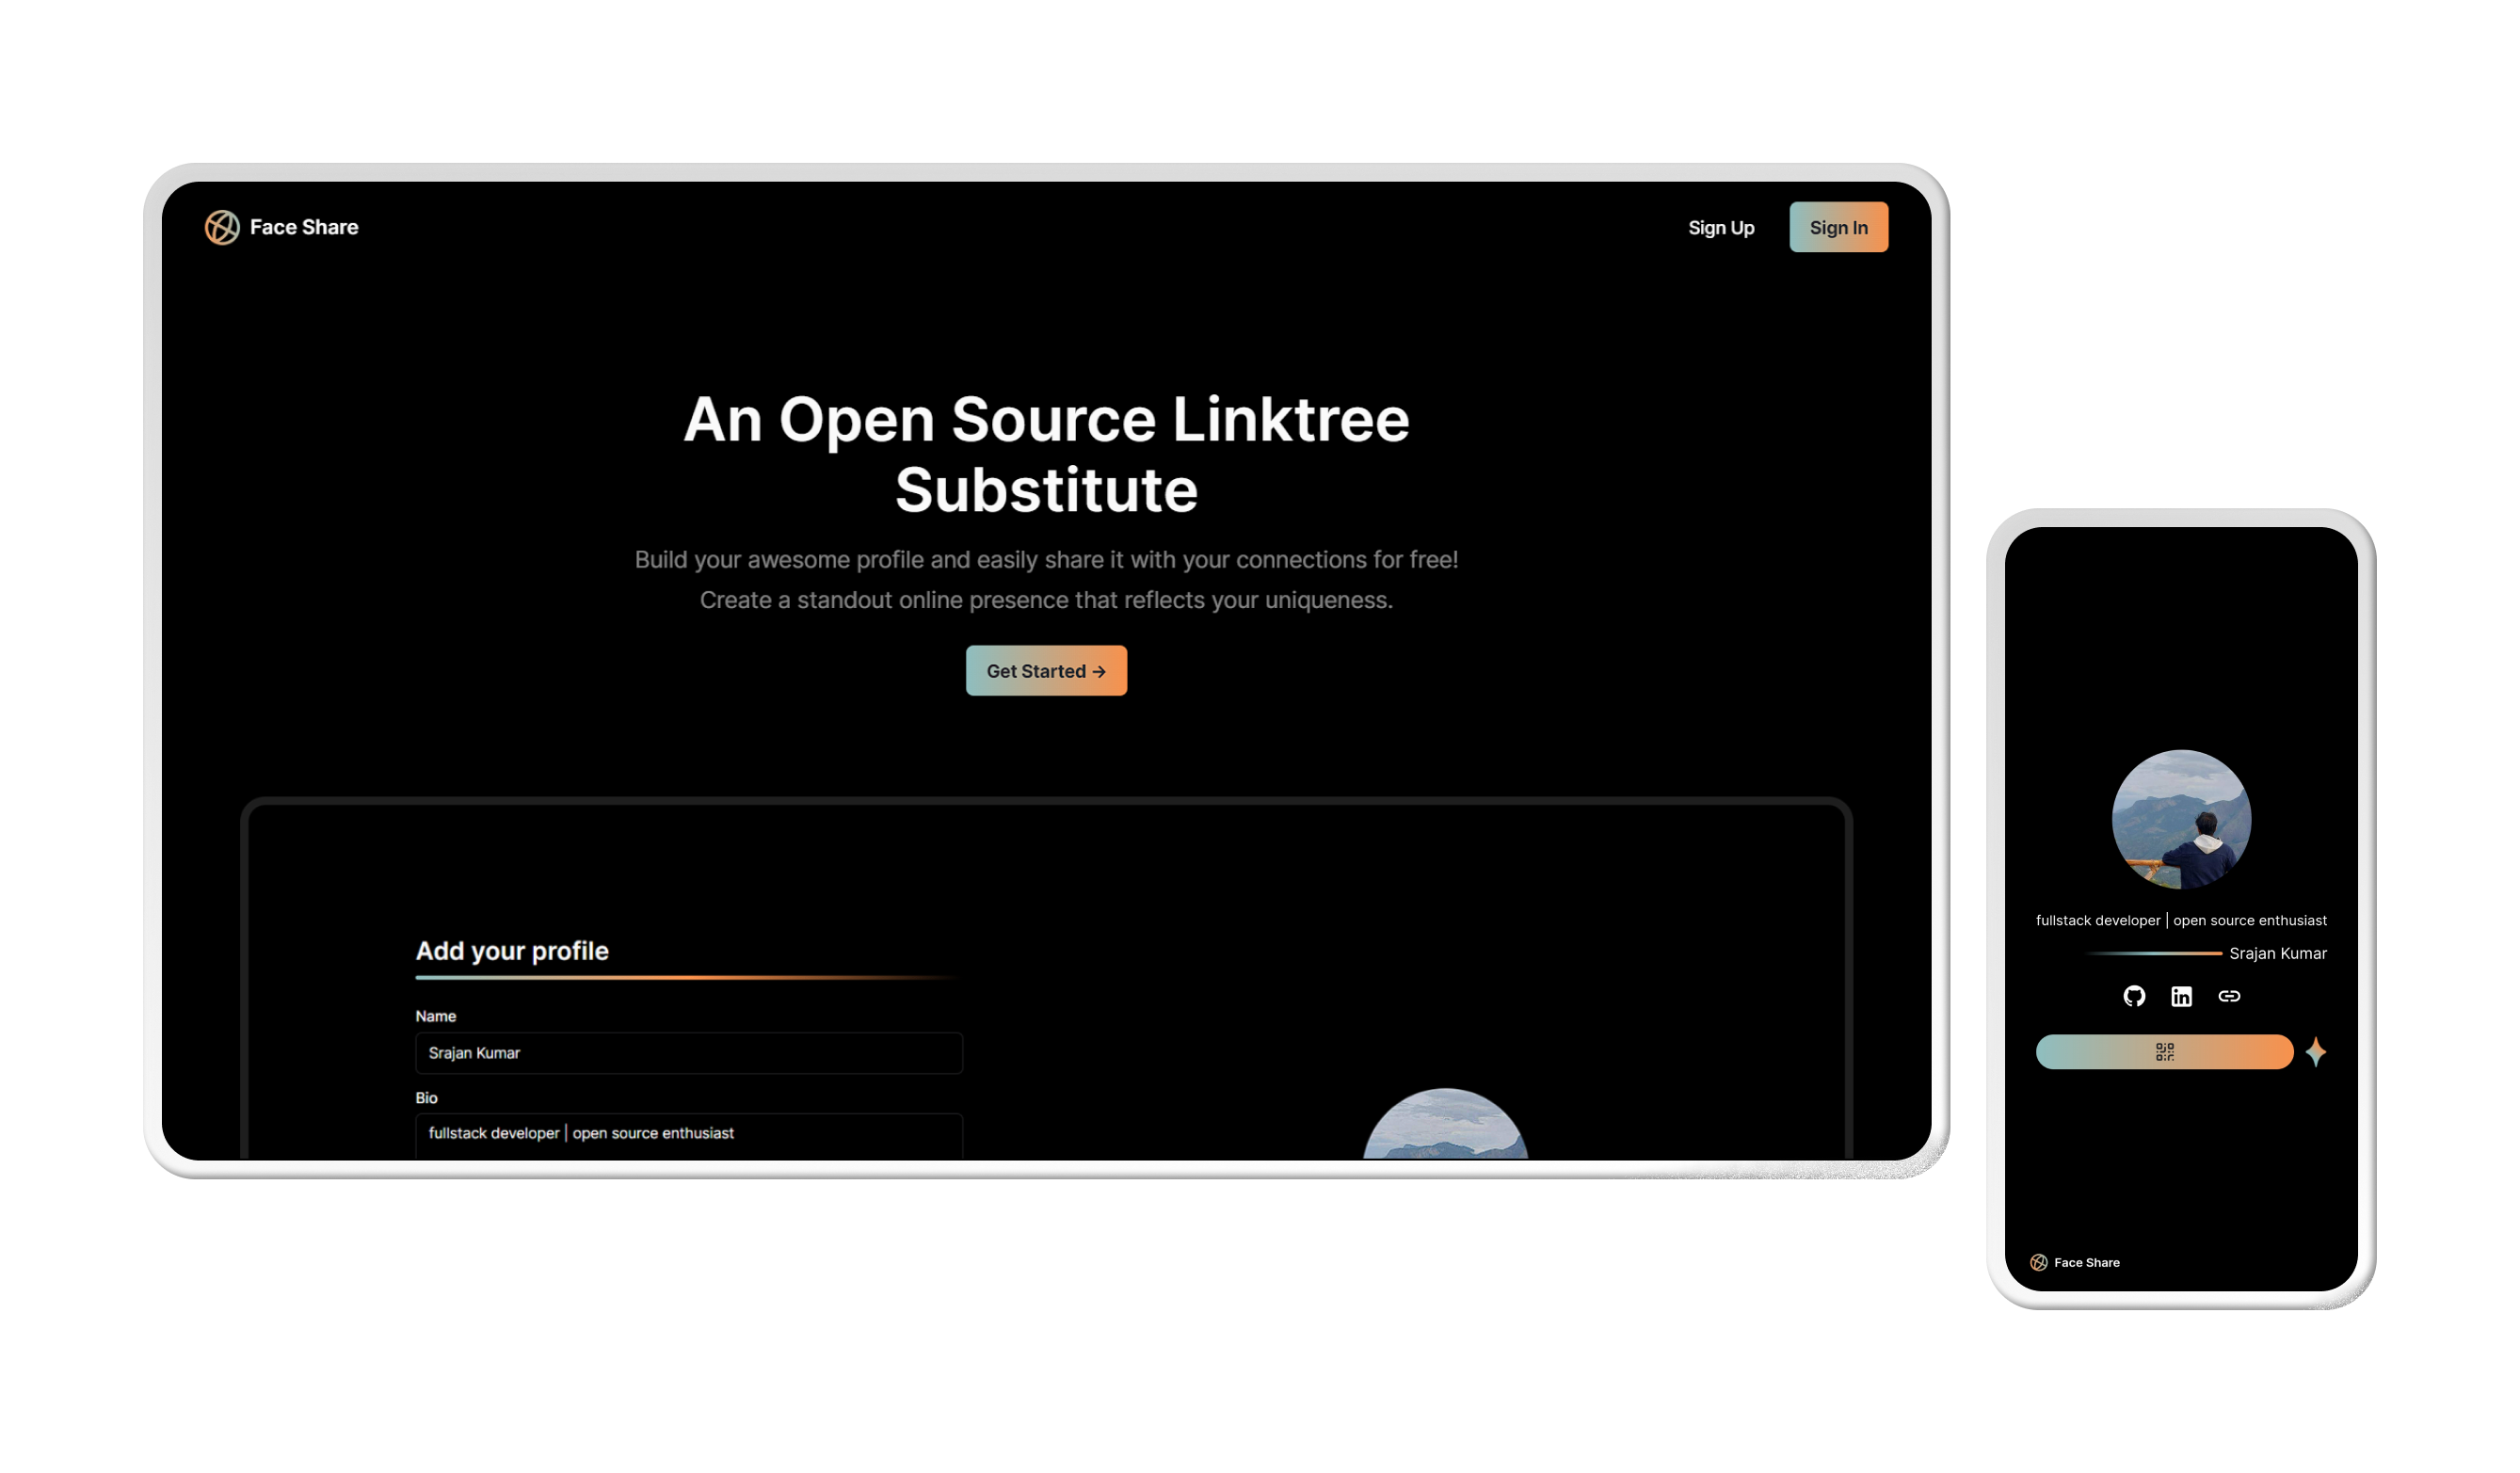 Face Share
Sign Up
Sign In
An Open Source Linktree
Substitute
Build your awesome profile and easily share it with your connections for free!
Create a standout online presence that reflects your uniqueness.
Get Started →
Add your profile
Name
Srajan Kumar
Bio
fullstack developer | open source enthusiast
fullstack developer | open source enthusiast
Srajan Kumar
Face Share